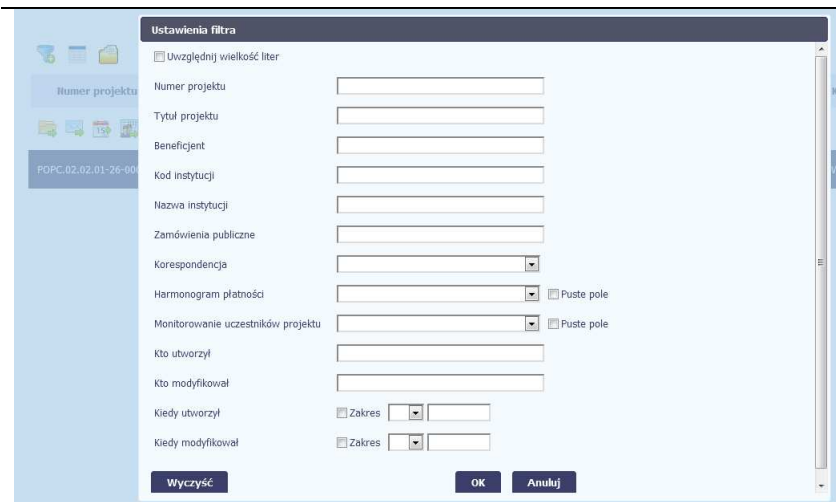 Ustawienia filtra
Uwzględnij wielkość liter
Numer projektu
Numer projektu
Tytuł projektu
Beneficjent
POPC.02.02.01-26-00
Kod instytucji
Nazwa instytucji
Zamówienia publiczne
Korespondencja
Harmonogram płatności Puste pole
Monitorowanie uczestników projektu Puste pole
Kto utworzył
Kto modyfikował
Kiedy utworzył Zakres
Kiedy modyfikował Zakres
Wyczyść OK Anuluj